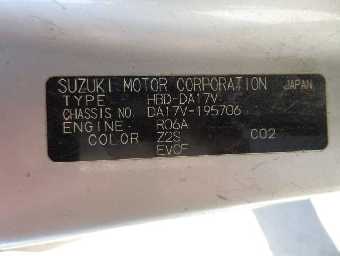 SUZUKI MOTOR CORPORATION JAPAN
TYPE HBD-DA17V
CHASSIS NO. DA17V-195706
ENGINE R06A
COLOR Z2S C02
EVCF